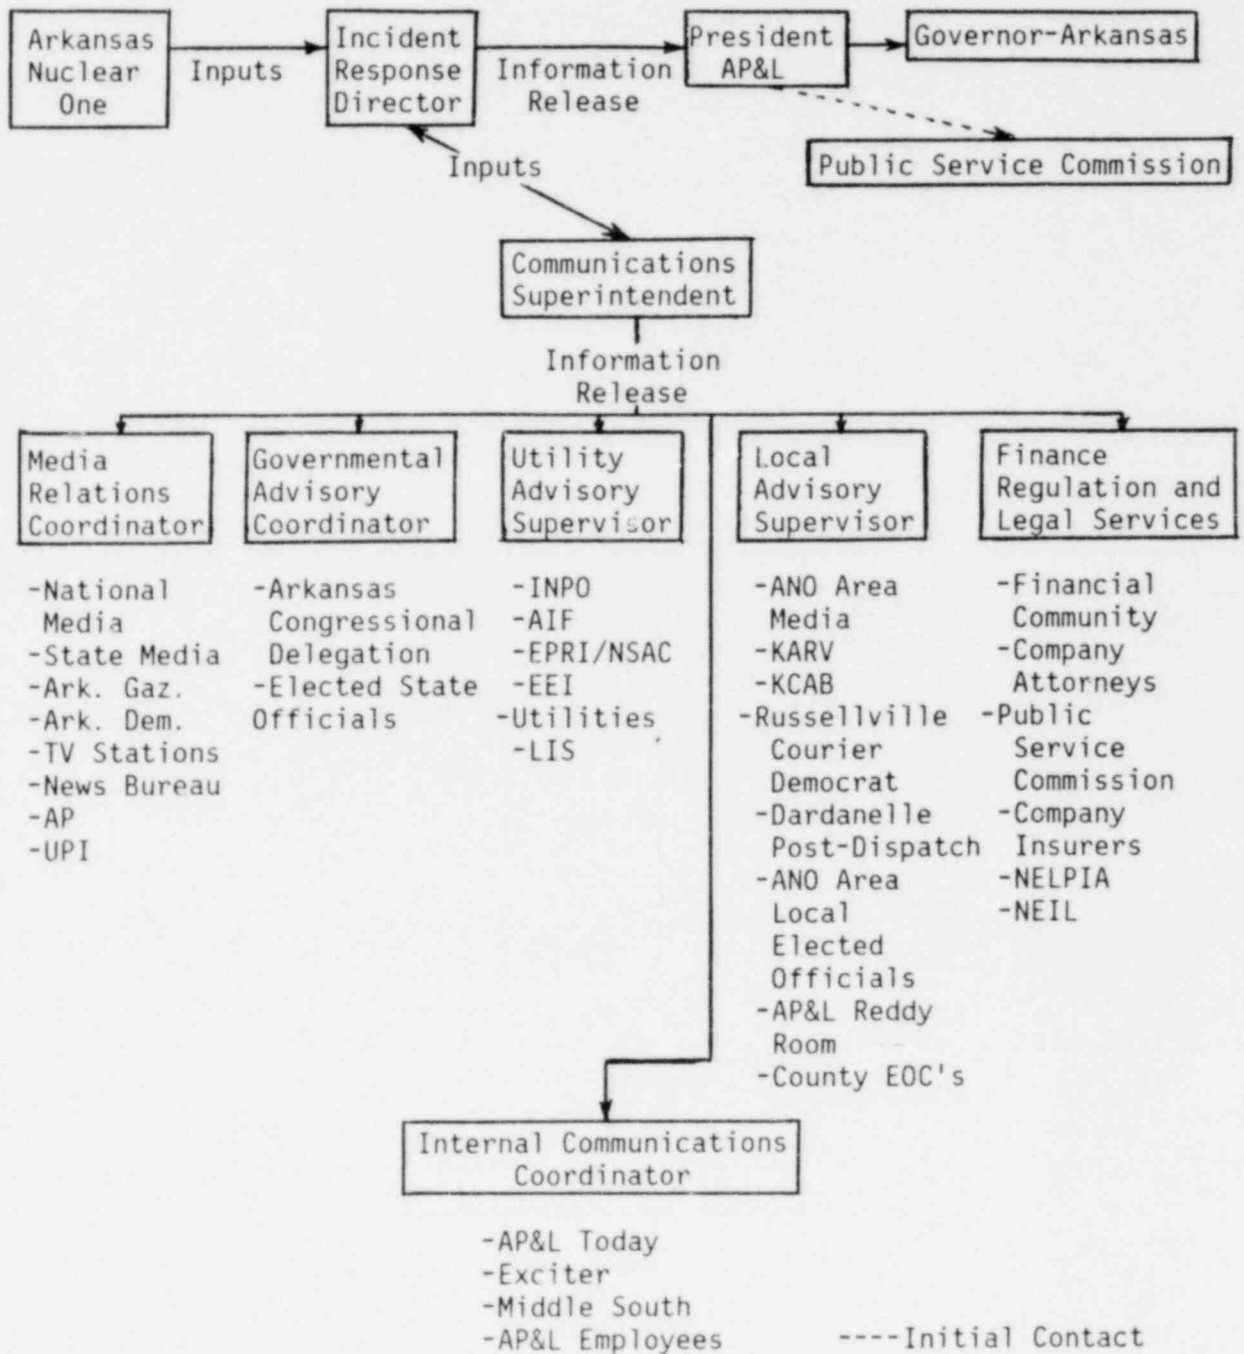 Arkansas
Nuclear
One
Inputs
Incident
Response
Director
Information
Release
President
AP&L
Governor-Arkansas
Public Service Commission
Inputs
Communications
Superintendent
Information
Release
Media
Relations
Coordinator
-National
Media
-State Media
-Ark. Gaz.
-Ark. Dem.
-TV Stations
-News Bureau
-AP
-UPI
Governmental
Advisory
Coordinator
-Arkansas
Congressional
Delegation
-Elected State
Officials
Utility
Advisory
Supervisor
-INPO
-AIF
-EPRI/NSAC
-EEI
-Utilities
-LIS
Local
Advisory
Supervisor
-ANO Area
Media
-KARV
-KCAB
-Russellville
Courier
Democrat
-Dardanelle
Post-Dispatch
-ANO Area
Local
Elected
Officials
-AP&L Reddy
Room
-County EOC's
Finance
Regulation and
Legal Services
-Financial
Community
-Company
Attorneys
-Public
Service
Commission
-Company
Insurers
-NELPIA
-NEIL
Internal Communications
Coordinator
-AP&L Today
-Exciter
-Middle South
-AP&L Employees
----Initial Contact